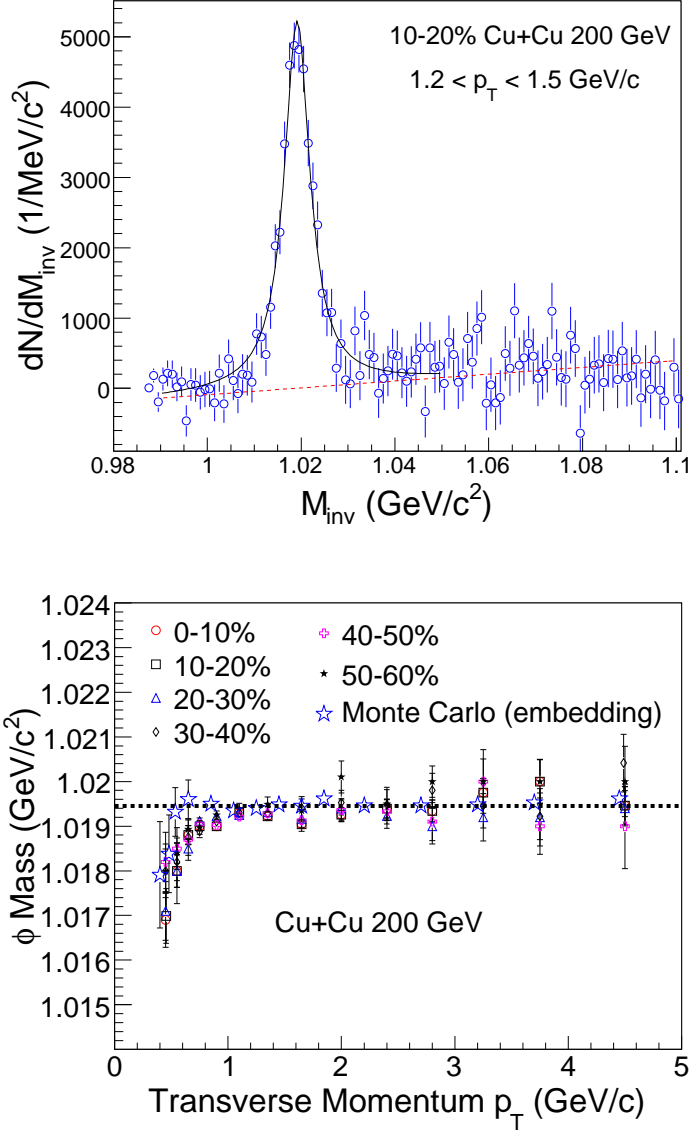 10-20% Cu+Cu 200 GeV
1.2 < p_T < 1.5 GeV/c
dN/dM_inv (1/MeV/c²)
5000
4000
3000
2000
1000
0
0.98 1 1.02 1.04 1.06 1.08 1.1
M_inv (GeV/c²)
φ Mass (GeV/c²)
1.024
1.023
1.022
1.021
1.02
1.019
1.018
1.017
1.016
1.015
0-10%
10-20%
20-30%
30-40%
40-50%
50-60%
Monte Carlo (embedding)
Cu+Cu 200 GeV
0 1 2 3 4 5
Transverse Momentum p_T (GeV/c)